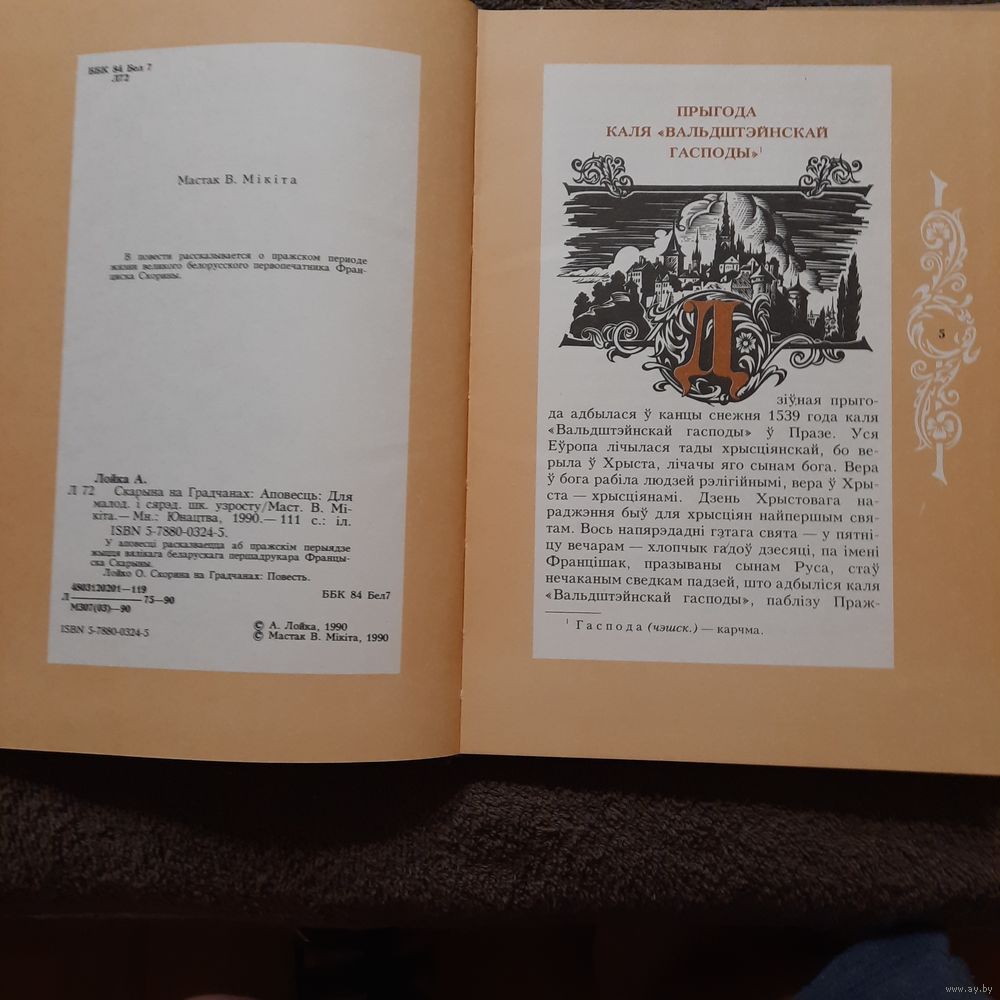 ББК 84 Бел 7
Л72
Мастак В. Мікіта
В повести рассказывается о пражском периоде
жизни великого белорусского первопечатника Фран-
циска Скорины.
Лойка А.
Л 72 Скарына на Градчанах: Аповесць: Для
малод. і сярэд. шк. узросту/Маст. В. Мі-
кіта.— Мн.: Юнацтва, 1990.— 111 с.: іл.
ISBN 5-7880-0324-5.
У аповесці расказваецца аб пражскім перыядзе
жыцця вялікага беларускага першадрукара Францы-
ска Скарыны.
Лойко О. Скорина на Градчанах: Повесть.
Л 4803120201—119 75—90
М307(03)—90
ББК 84 Бел7
ISBN 5-7880-0324-5
© А. Лойка, 1990
© Мастак В. Мікіта, 1990
ПРЫГОДА
КАЛЯ «ВАЛЬДШТЭЙНСКАЙ
ГАСПОДЫ»¹
Дзіўная прыго-
да адбылася ў канцы снежня 1539 года каля
«Вальдштэйнскай гасподы» ў Празе. Уся
Еўропа лічылася тады хрысціянскай, бо ве-
рыла ў Хрыста, лічачы яго сынам бога. Вера
ў бога рабіла людзей рэлігійнымі, вера ў Хры-
ста — хрысціянамі. Дзень Хрыстовага на-
раджэння быў для хрысціян найпершым свя-
там. Вось напярэдадні гэтага свята — у пятні-
цу вечарам — хлопчык гадоў дзесяці, па імені
Францішак, празываны сынам Руса, стаў
нечаканым сведкам падзей, што адбыліся каля
«Вальдштэйнскай гасподы», паблізу Праж-
¹ Гаспода (чэшск.) — карчма.
5
www.ay.by